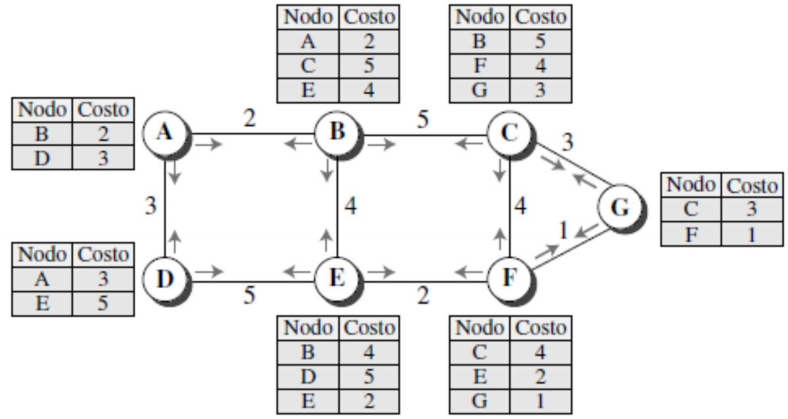 Nodo Costo
A 2
C 5
E 4
Nodo Costo
B 5
F 4
G 3
Nodo Costo
B 2
D 3
A 2 B 5 C 3
Nodo Costo
C 3
F 1
3 4 4 G
1
Nodo Costo
A 3
E 5
D 5 E 2 F
Nodo Costo
B 4
D 5
E 2
Nodo Costo
C 4
E 2
G 1